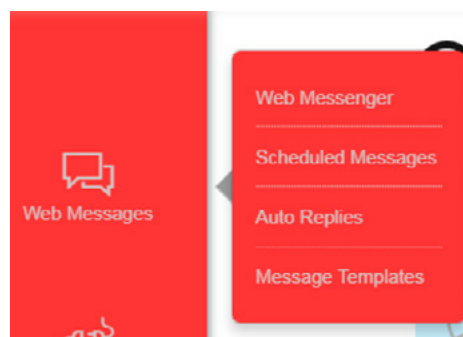 Web Messages
Web Messenger
Scheduled Messages
Auto Replies
Message Templates